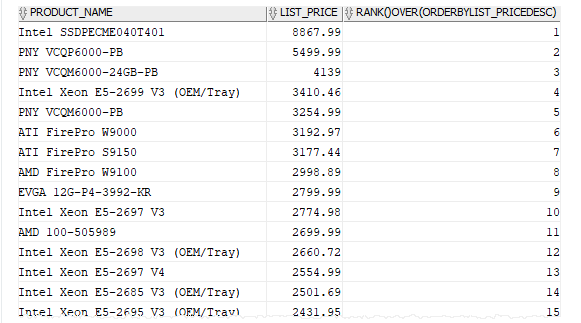 PRODUCT_NAME LIST_PRICE RANK()OVER(ORDERBYLIST_PRICEDESC)
Intel SSDPECME040T401 8867.99 1
PNY VCQP6000-PB 5499.99 2
PNY VCQM6000-24GB-PB 4139 3
Intel Xeon E5-2699 V3 (OEM/Tray) 3410.46 4
PNY VCQM6000-PB 3254.99 5
ATI FirePro W9000 3192.97 6
ATI FirePro S9150 3177.44 7
AMD FirePro W9100 2998.89 8
EVGA 12G-P4-3992-KR 2799.99 9
Intel Xeon E5-2697 V3 2774.98 10
AMD 100-505989 2699.99 11
Intel Xeon E5-2698 V3 (OEM/Tray) 2660.72 12
Intel Xeon E5-2697 V4 2554.99 13
Intel Xeon E5-2685 V3 (OEM/Tray) 2501.69 14
Intel Xeon E5-2695 V3 (OEM/Tray) 2431.95 15